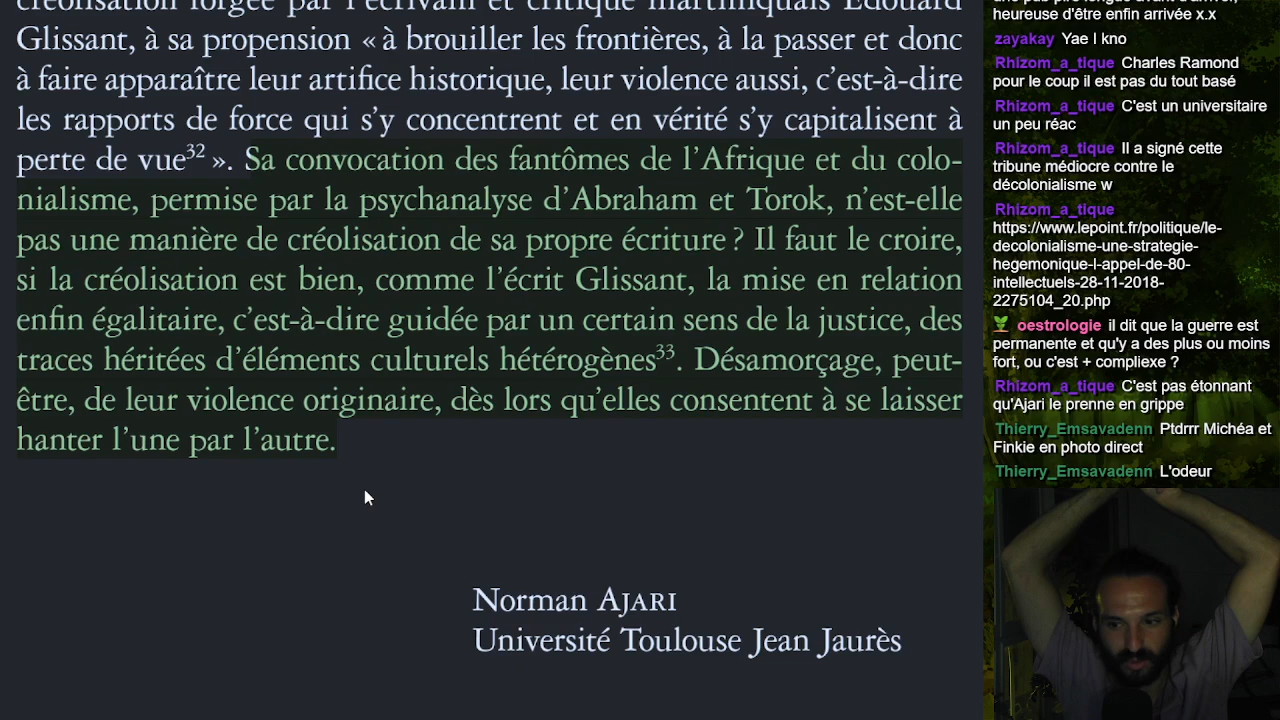 créolisation forgée par l'écrivain et critique martiniquais Édouard
Glissant, à sa propension « à brouiller les frontières, à la passer et donc
à faire apparaître leur artifice historique, leur violence aussi, c'est-à-dire
les rapports de force qui s'y concentrent et en vérité s'y capitalisent à
perte de vue³² ». Sa convocation des fantômes de l'Afrique et du colo-
nialisme, permise par la psychanalyse d'Abraham et Torok, n'est-elle
pas une manière de créolisation de sa propre écriture ? Il faut le croire,
si la créolisation est bien, comme l'écrit Glissant, la mise en relation
enfin égalitaire, c'est-à-dire guidée par un certain sens de la justice, des
traces héritées d'éléments culturels hétérogènes³³. Désamorçage, peut-
être, de leur violence originaire, dès lors qu'elles consentent à se laisser
hanter l'une par l'autre.
Norman AJARI
Université Toulouse Jean Jaurès
heureuse d'être enfin arrivée x.x
zayakay Yae I kno
Rhizom_a_tique Charles Ramond
pour le coup il est pas du tout basé
Rhizom_a_tique C'est un universitaire
un peu réac
Rhizom_a_tique Il a signé cette
tribune médiocre contre le
décolonialisme w
Rhizom_a_tique
https://www.lepoint.fr/politique/le-
decolonialisme-une-strategie-
hegemonique-l-appel-de-80-
intellectuels-28-11-2018-
2275104_20.php
oestrologie il dit que la guerre est
permanente et qu'y a des plus ou moins
fort, ou c'est + compliexe ?
Rhizom_a_tique C'est pas étonnant
qu'Ajari le prenne en grippe
Thierry_Emsavadenn Ptdrrr Michéa et
Finkie en photo direct
Thierry_Emsavadenn L'odeur